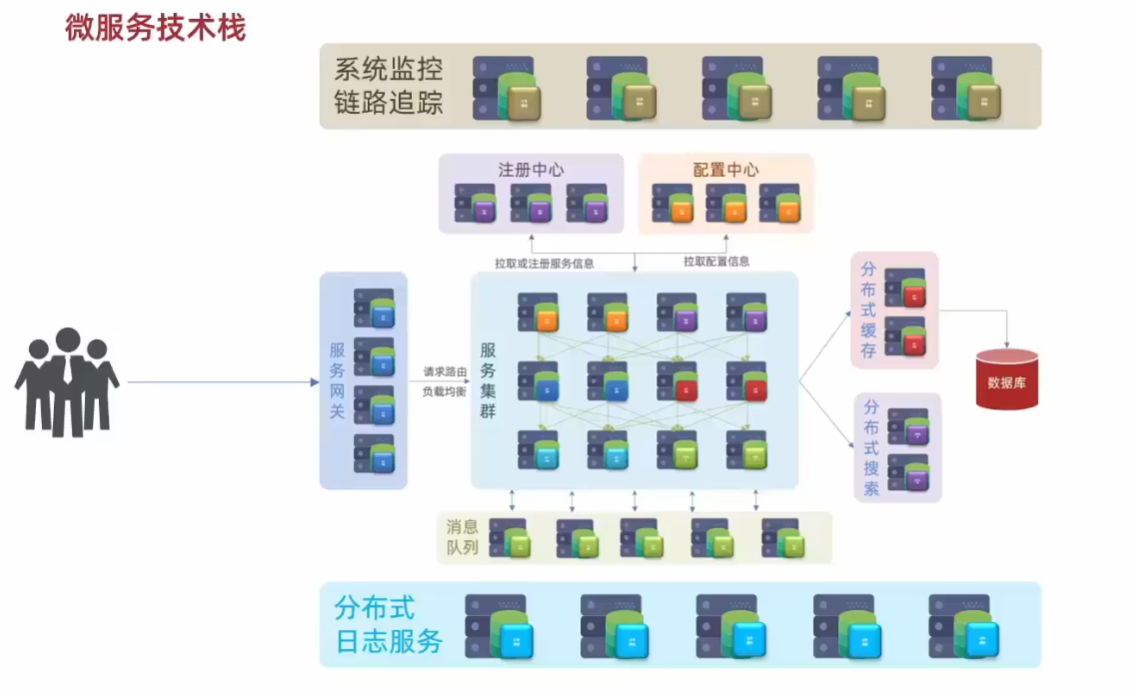 微服务技术栈
系统监控
链路追踪
注册中心
配置中心
拉取或注册服务信息
拉取配置信息
服务网关
请求路由
负载均衡
服务集群
分布式缓存
数据库
分布式搜索
消息
队列
分布式
日志服务